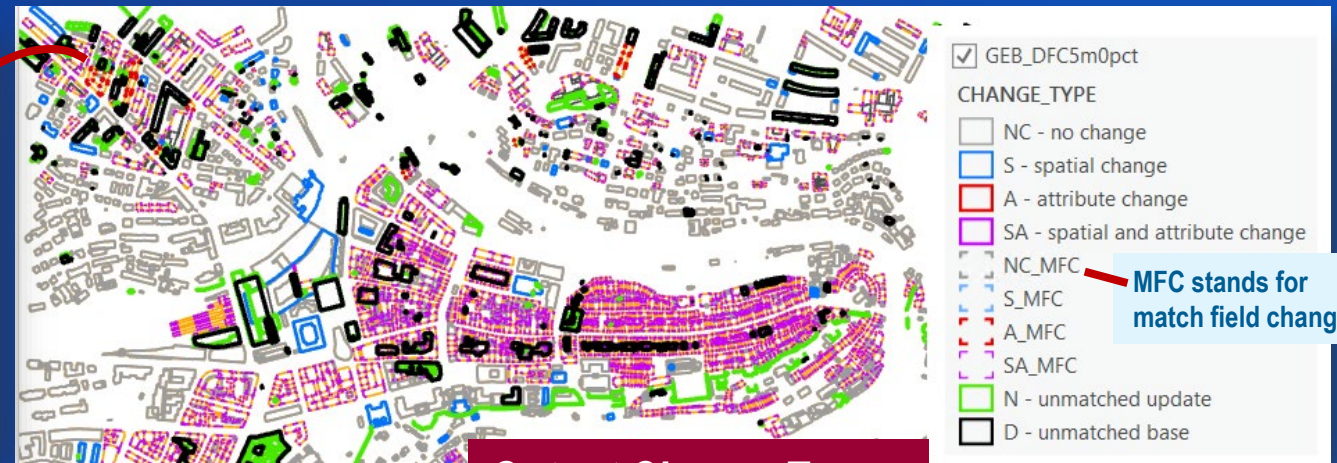 GEB_DFC5m0pct
CHANGE_TYPE
NC - no change
S - spatial change
A - attribute change
SA - spatial and attribute change
NC_MFC
S_MFC
A_MFC
SA_MFC
N - unmatched update
D - unmatched base
MFC stands for
match field chang